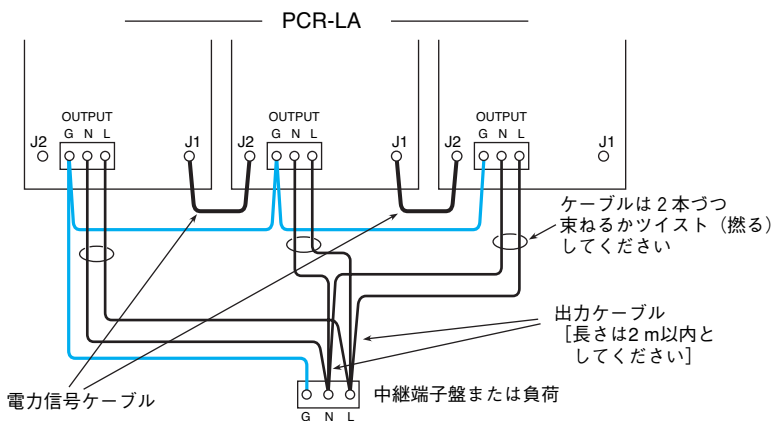 PCR-LA
OUTPUT
G N L
J2
J1
OUTPUT
G N L
J2
J1
OUTPUT
G N L
J2
J1
ケーブルは2本づつ
束ねるかツイスト（撚る）
してください
出力ケーブル
［長さは2 m以内と
してください］
電力信号ケーブル
中継端子盤または負荷
G N L